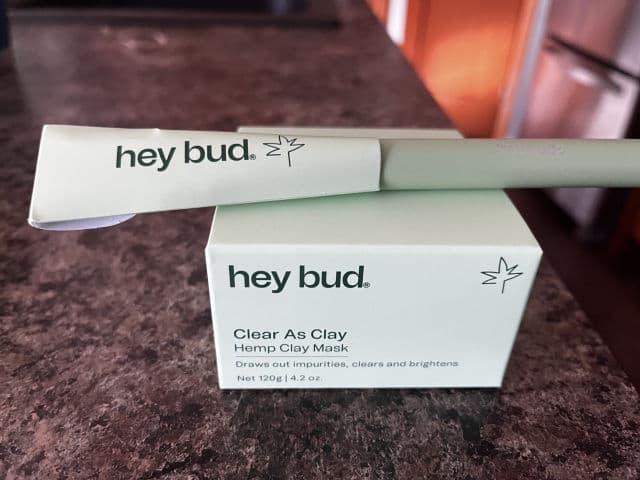 hey bud®
hey bud®
Clear As Clay
Hemp Clay Mask
Draws out impurities, clears and brightens
Net 120g | 4.2 oz.